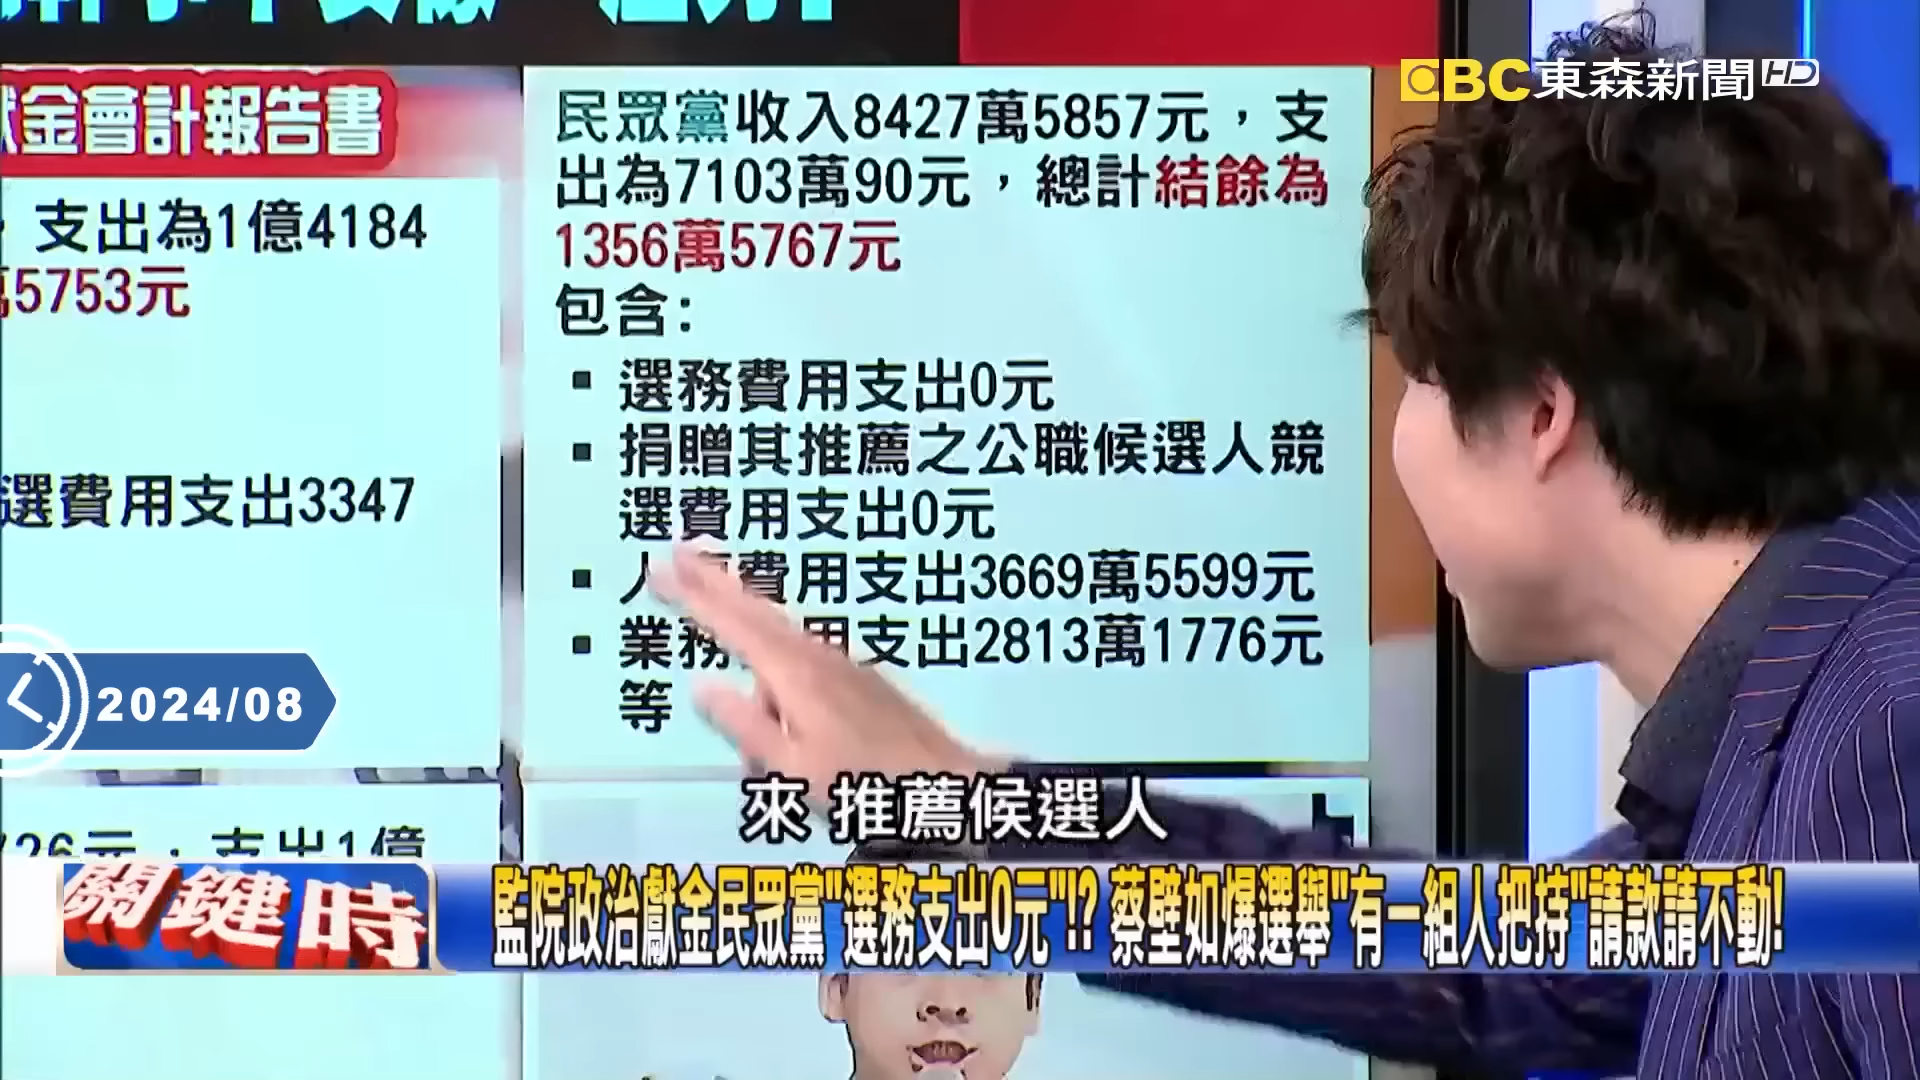 EBC東森新聞HD
獻金會計報告書
支出為1億4184
萬5753元
選費用支出3347
民眾黨收入8427萬5857元，支
出為7103萬90元，總計結餘為
1356萬5767元
包含：
▪ 選務費用支出0元
▪ 捐贈其推薦之公職候選人競
選費用支出0元
▪ 人 費用支出3669萬5599元
▪ 業務 用支出2813萬1776元
等
2024/08
26元，支出1億
來 推薦候選人
關鍵時
監院政治獻金民眾黨"選務支出0元"!? 蔡壁如爆選舉"有一組人把持"請款請不動!